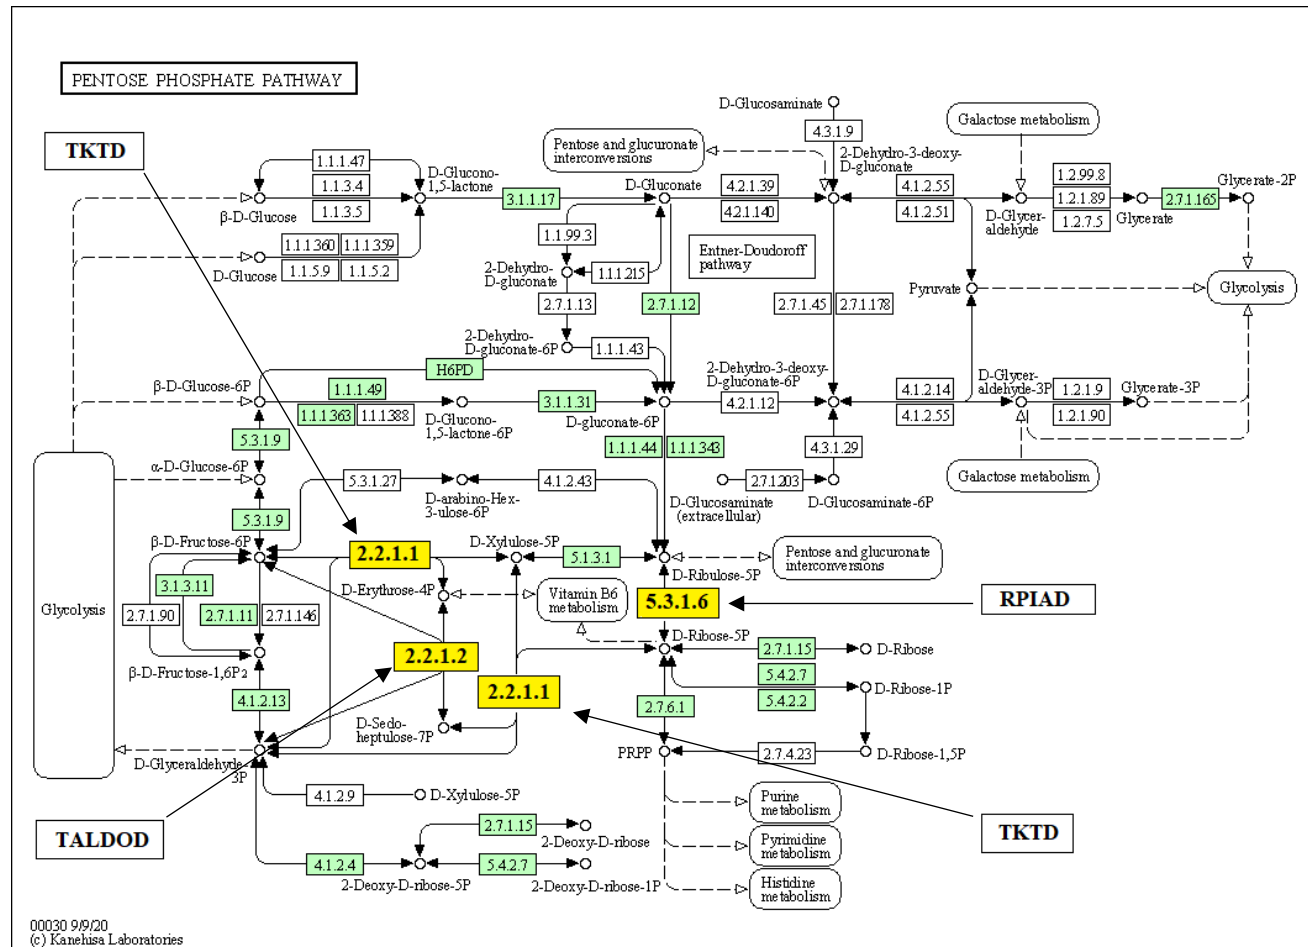 PENTOSE PHOSPHATE PATHWAY
TKTD
D-Glucosaminate
4.3.1.9
Galactose metabolism
Pentose and glucuronate
interconversions
2-Dehydro-3-deoxy-
D-gluconate
1.1.1.47
1.1.3.4
1.1.3.5
β-D-Glucose
D-Glucono-
1,5-lactone
3.1.1.17
D-Gluconate
4.2.1.39
4.2.1.140
4.1.2.55
4.1.2.51
D-Glycer-
aldehyde
1.2.99.8
1.2.1.89
1.2.7.5
Glycerate
2.7.1.165
Glycerate-2P
1.1.1.360
1.1.1.359
1.1.5.9
1.1.5.2
D-Glucose
1.1.99.3
Entner-Doudoroff
pathway
2-Dehydro-
D-gluconate
1.1.1.215
2.7.1.13
2.7.1.12
2.7.1.45
2.7.1.178
Pyruvate
Glycolysis
2-Dehydro-
D-gluconate-6P
1.1.1.43
H6PD
β-D-Glucose-6P
1.1.1.49
1.1.1.363
1.1.1.388
D-Glucono-
1,5-lactone-6P
3.1.1.31
D-gluconate-6P
2-Dehydro-3-deoxy-
D-gluconate-6P
4.2.1.12
4.1.2.14
4.1.2.55
D-Glycer-
aldehyde-3P
1.2.1.9
1.2.1.90
Glycerate-3P
5.3.1.9
1.1.1.44
1.1.1.343
4.3.1.29
Galactose metabolism
α-D-Glucose-6P
5.3.1.27
D-arabino-Hex-
3-ulose-6P
4.1.2.43
D-Glucosaminate
(extracellular)
2.7.1.203
D-Glucosaminate-6P
5.3.1.9
β-D-Fructose-6P
2.2.1.1
D-Xylulose-5P
5.1.3.1
D-Ribulose-5P
Pentose and glucuronate
interconversions
3.1.3.11
D-Erythrose-4P
Vitamin B6
metabolism
5.3.1.6
RPIAD
Glycolysis
2.7.1.90
2.7.1.11
2.7.1.146
D-Ribose-5P
2.2.1.2
2.7.1.15
D-Ribose
β-D-Fructose-1,6P2
2.2.1.1
5.4.2.7
5.4.2.2
D-Ribose-1P
4.1.2.13
2.7.6.1
D-Sedo-
heptulose-7P
D-Glyceraldehyde-
3P
PRPP
2.7.4.23
D-Ribose-1,5P
4.1.2.9
D-Xylulose-5P
Purine
metabolism
TALDOD
TKTD
2.7.1.15
2-Deoxy-D-ribose
Pyrimidine
metabolism
4.1.2.4
2-Deoxy-D-ribose-5P
5.4.2.7
2-Deoxy-D-ribose-1P
Histidine
metabolism
00030 9/9/20
(c) Kanehisa Laboratories